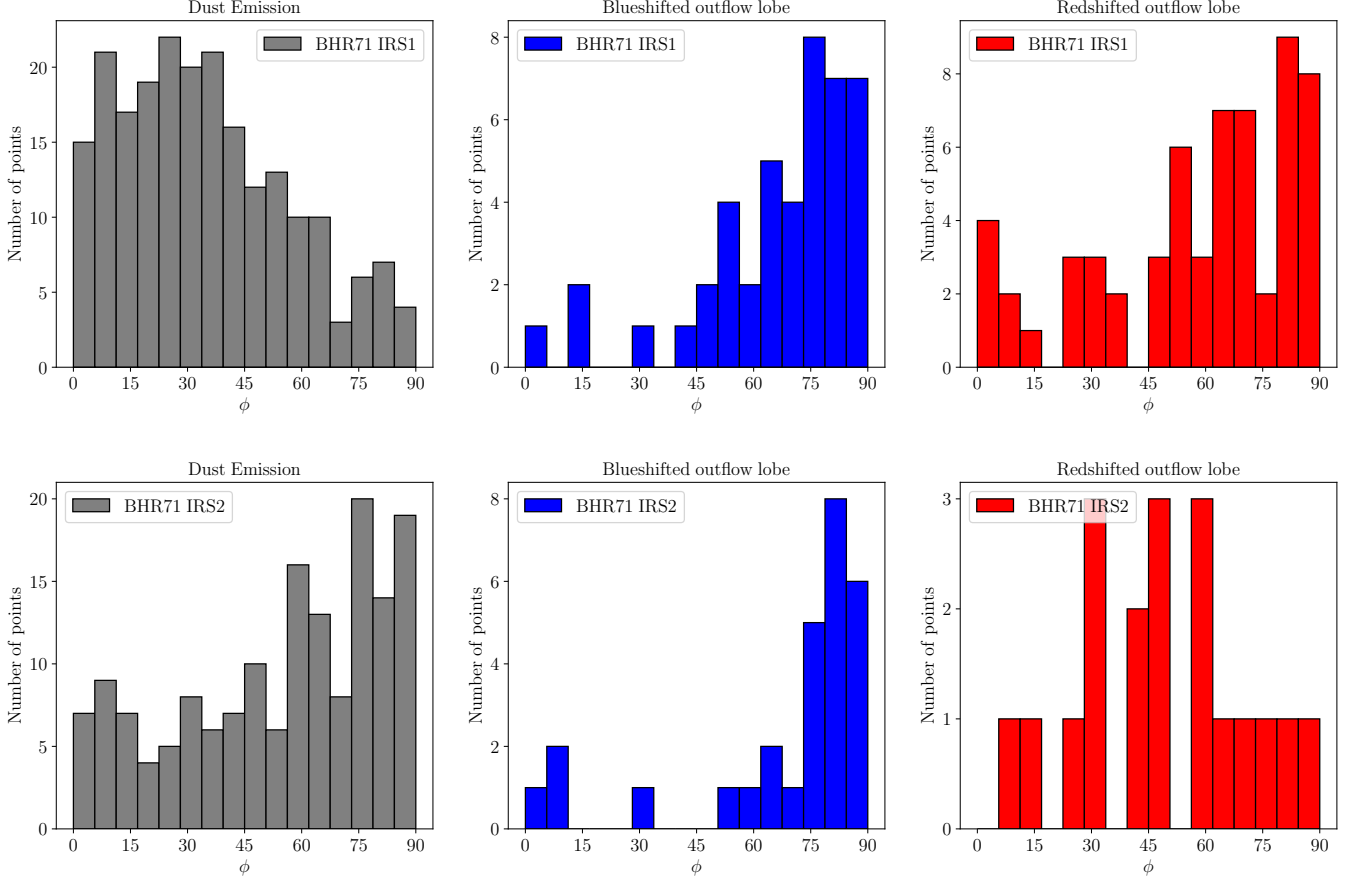 Dust Emission
BHR71 IRS1
Number of points
0
5
10
15
20
0 15 30 45 60 75 90
ϕ
Blueshifted outflow lobe
BHR71 IRS1
Number of points
0
2
4
6
8
0 15 30 45 60 75 90
ϕ
Redshifted outflow lobe
BHR71 IRS1
Number of points
0
2
4
6
8
0 15 30 45 60 75 90
ϕ
Dust Emission
BHR71 IRS2
Number of points
0
5
10
15
20
0 15 30 45 60 75 90
ϕ
Blueshifted outflow lobe
BHR71 IRS2
Number of points
0
2
4
6
8
0 15 30 45 60 75 90
ϕ
Redshifted outflow lobe
BHR71 IRS2
Number of points
0
1
2
3
0 15 30 45 60 75 90
ϕ